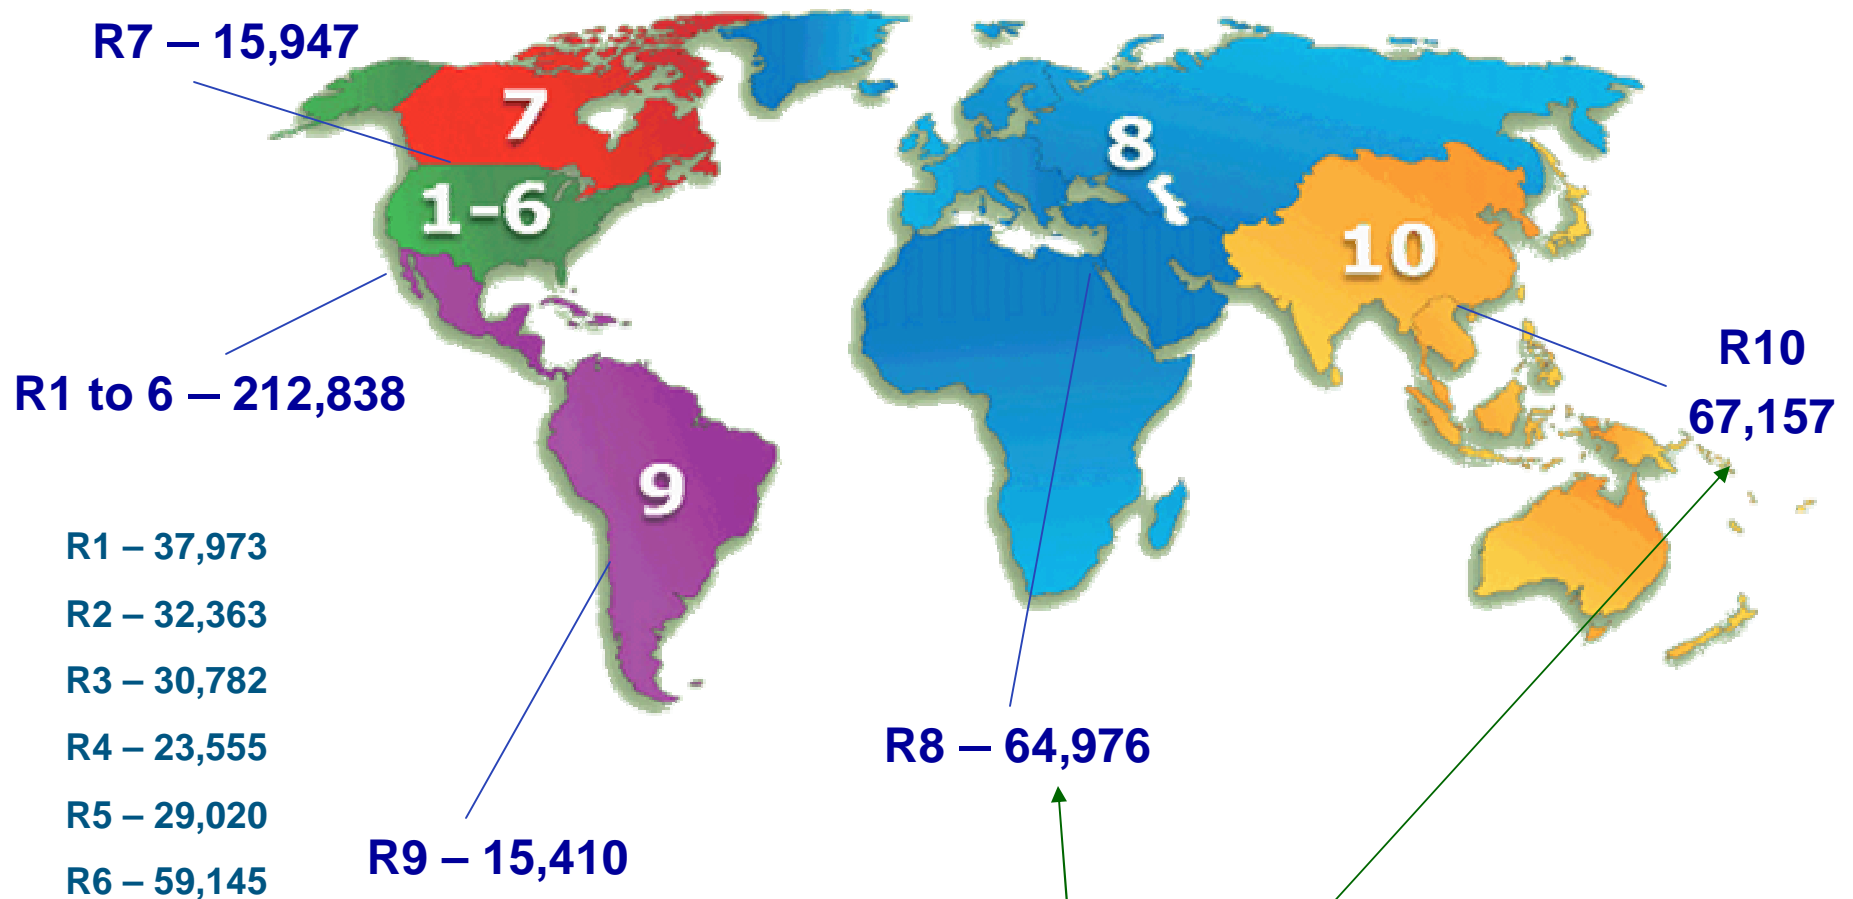 R7 – 15,947
7
8
1-6
10
R10
67,157
R1 to 6 – 212,838
9
R1 – 37,973
R2 – 32,363
R3 – 30,782
R4 – 23,555
R8 – 64,976
R5 – 29,020
R9 – 15,410
R6 – 59,145